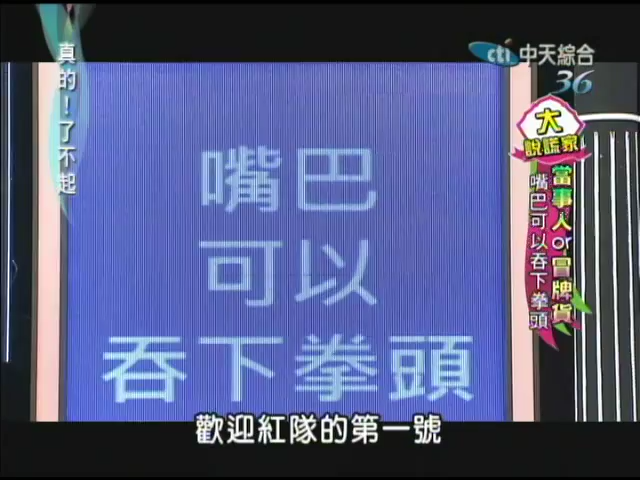 真的！了不起
cti 中天綜合
36
大
說謊家
當事人or冒牌貨
嘴巴可以吞下拳頭
嘴巴
可以
吞下拳頭
歡迎紅隊的第一號